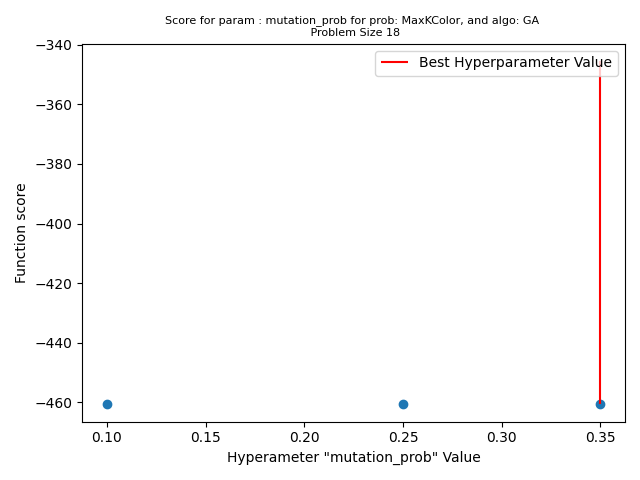 Score for param : mutation_prob for prob: MaxKColor, and algo: GA
Problem Size 18
Best Hyperparameter Value
Function score
−340
−360
−380
−400
−420
−440
−460
0.10 0.15 0.20 0.25 0.30 0.35
Hyperameter "mutation_prob" Value